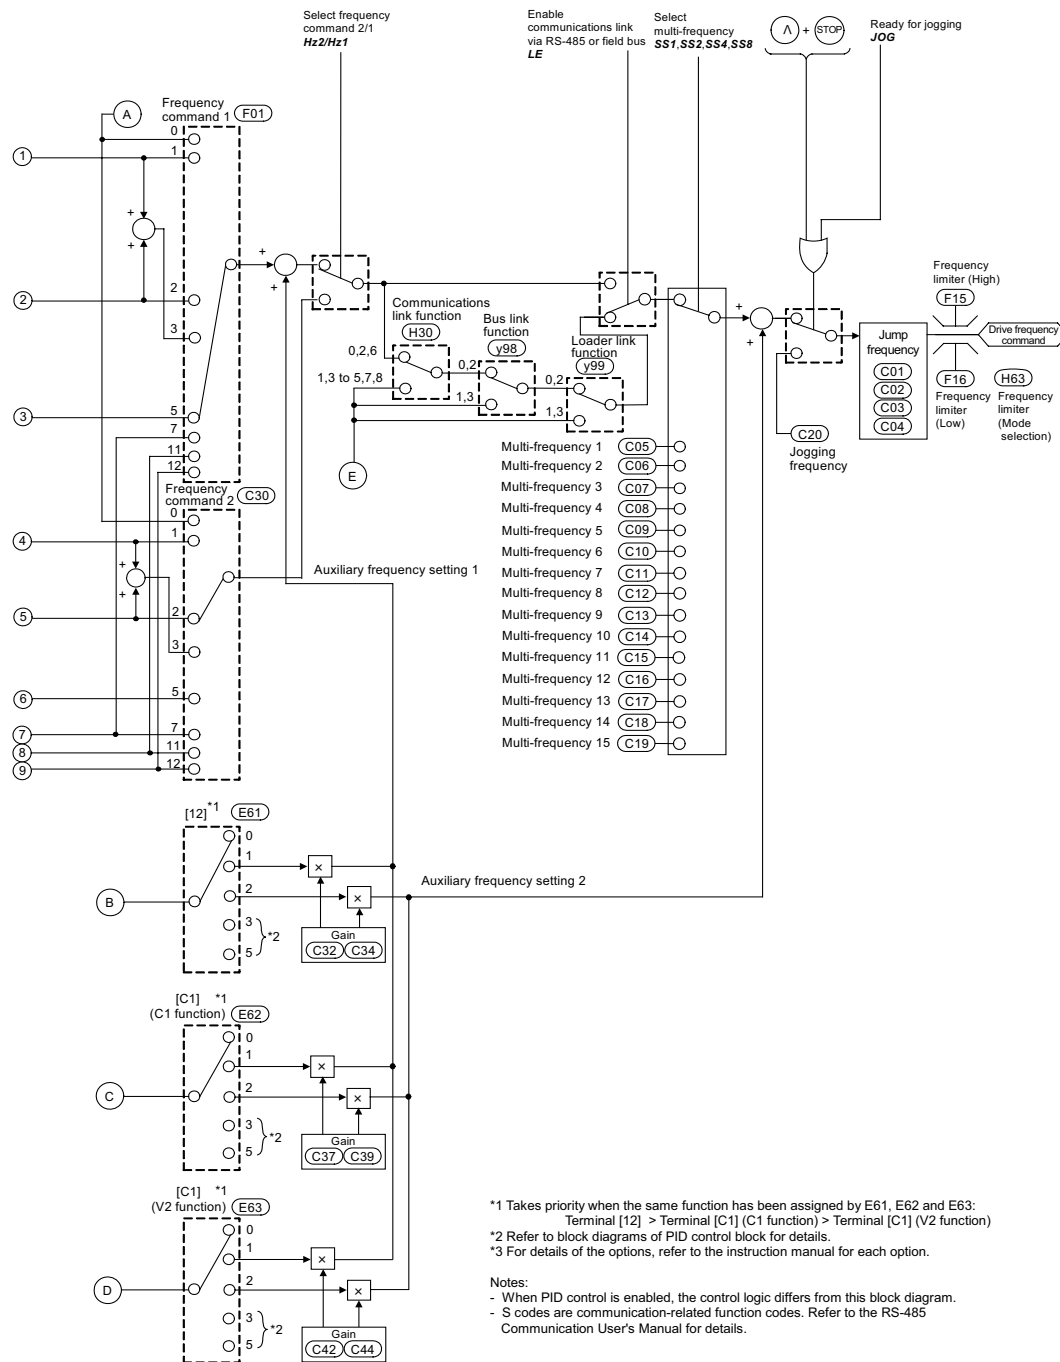 Select frequency
command 2/1
Hz2/Hz1
Enable
communications link
via RS-485 or field bus
LE
Select
multi-frequency
SS1,SS2,SS4,SS8
Λ + STOP
Ready for jogging
JOG
Frequency
command 1 F01
A
0
1
1
+
+
2
2
3
3
5
7
11
12
+
+
Communications
link function
H30
0,2,6
1,3 to 5,7,8
Bus link
function
y98
0,2
1,3
Loader link
function
y99
0,2
1,3
E
+
+
Jump
frequency
C01
C02
C03
C04
C20
Jogging
frequency
Frequency
limiter (High)
F15
Drive frequency
command
F16
Frequency
limiter
(Low)
H63
Frequency
limiter
(Mode
selection)
Frequency
command 2 C30
0
4
1
+
+
5
2
3
6
5
7
7
8
11
9
12
Auxiliary frequency setting 1
Multi-frequency 1 C05
Multi-frequency 2 C06
Multi-frequency 3 C07
Multi-frequency 4 C08
Multi-frequency 5 C09
Multi-frequency 6 C10
Multi-frequency 7 C11
Multi-frequency 8 C12
Multi-frequency 9 C13
Multi-frequency 10 C14
Multi-frequency 11 C15
Multi-frequency 12 C16
Multi-frequency 13 C17
Multi-frequency 14 C18
Multi-frequency 15 C19
[12] *1 E61
0
1
×
B
2
×
Auxiliary frequency setting 2
3
5
*2
Gain
C32 C34
[C1] *1
(C1 function) E62
0
1
×
C
2
×
3
5
*2
Gain
C37 C39
[C1] *1
(V2 function) E63
0
1
×
D
2
×
3
5
*2
Gain
C42 C44
*1 Takes priority when the same function has been assigned by E61, E62 and E63:
Terminal [12] > Terminal [C1] (C1 function) > Terminal [C1] (V2 function)
*2 Refer to block diagrams of PID control block for details.
*3 For details of the options, refer to the instruction manual for each option.
Notes:
- When PID control is enabled, the control logic differs from this block diagram.
- S codes are communication-related function codes. Refer to the RS-485
Communication User's Manual for details.